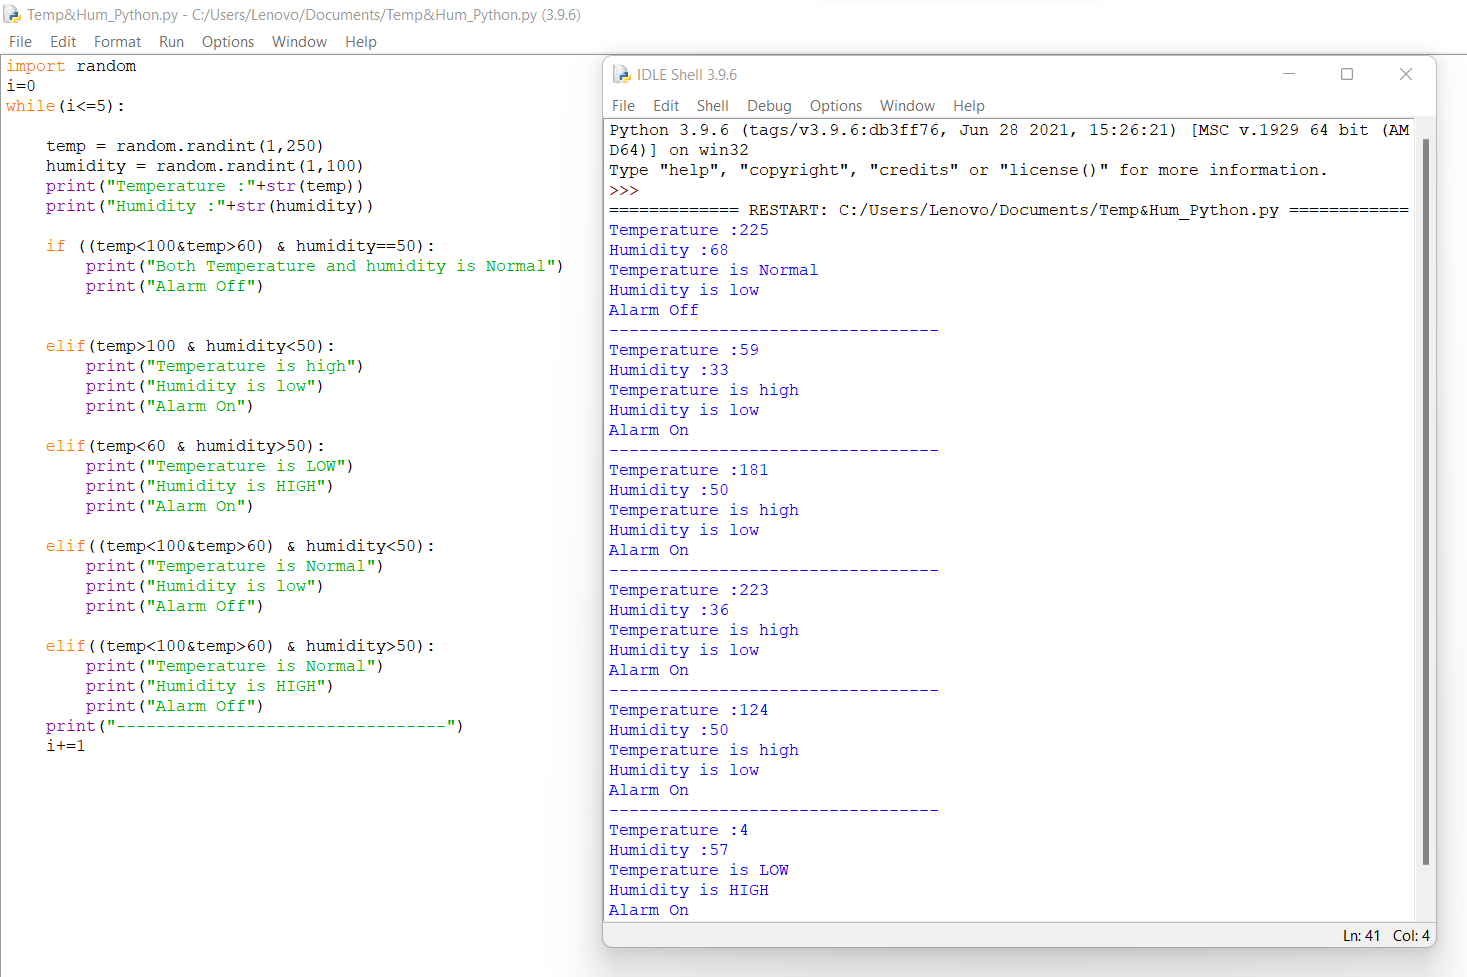 Temp&Hum_Python.py - C:/Users/Lenovo/Documents/Temp&Hum_Python.py (3.9.6)
File Edit Format Run Options Window Help
import random
i=0
while(i<=5):
    temp = random.randint(1,250)
    humidity = random.randint(1,100)
    print("Temperature :"+str(temp))
    print("Humidity :"+str(humidity))
    if ((temp<100&temp>60) & humidity==50):
        print("Both Temperature and humidity is Normal")
        print("Alarm Off")
    elif(temp>100 & humidity<50):
        print("Temperature is high")
        print("Humidity is low")
        print("Alarm On")
    elif(temp<60 & humidity>50):
        print("Temperature is LOW")
        print("Humidity is HIGH")
        print("Alarm On")
    elif((temp<100&temp>60) & humidity<50):
        print("Temperature is Normal")
        print("Humidity is low")
        print("Alarm Off")
    elif((temp<100&temp>60) & humidity>50):
        print("Temperature is Normal")
        print("Humidity is HIGH")
        print("Alarm Off")
    print("---------------------------------")
    i+=1
IDLE Shell 3.9.6
File Edit Shell Debug Options Window Help
Python 3.9.6 (tags/v3.9.6:db3ff76, Jun 28 2021, 15:26:21) [MSC v.1929 64 bit (AM
D64)] on win32
Type "help", "copyright", "credits" or "license()" for more information.
>>>
============= RESTART: C:/Users/Lenovo/Documents/Temp&Hum_Python.py ============
Temperature :225
Humidity :68
Temperature is Normal
Humidity is low
Alarm Off
---------------------------------
Temperature :59
Humidity :33
Temperature is high
Humidity is low
Alarm On
---------------------------------
Temperature :181
Humidity :50
Temperature is high
Humidity is low
Alarm On
---------------------------------
Temperature :223
Humidity :36
Temperature is high
Humidity is low
Alarm On
---------------------------------
Temperature :124
Humidity :50
Temperature is high
Humidity is low
Alarm On
---------------------------------
Temperature :4
Humidity :57
Temperature is LOW
Humidity is HIGH
Alarm On
Ln: 41 Col: 4